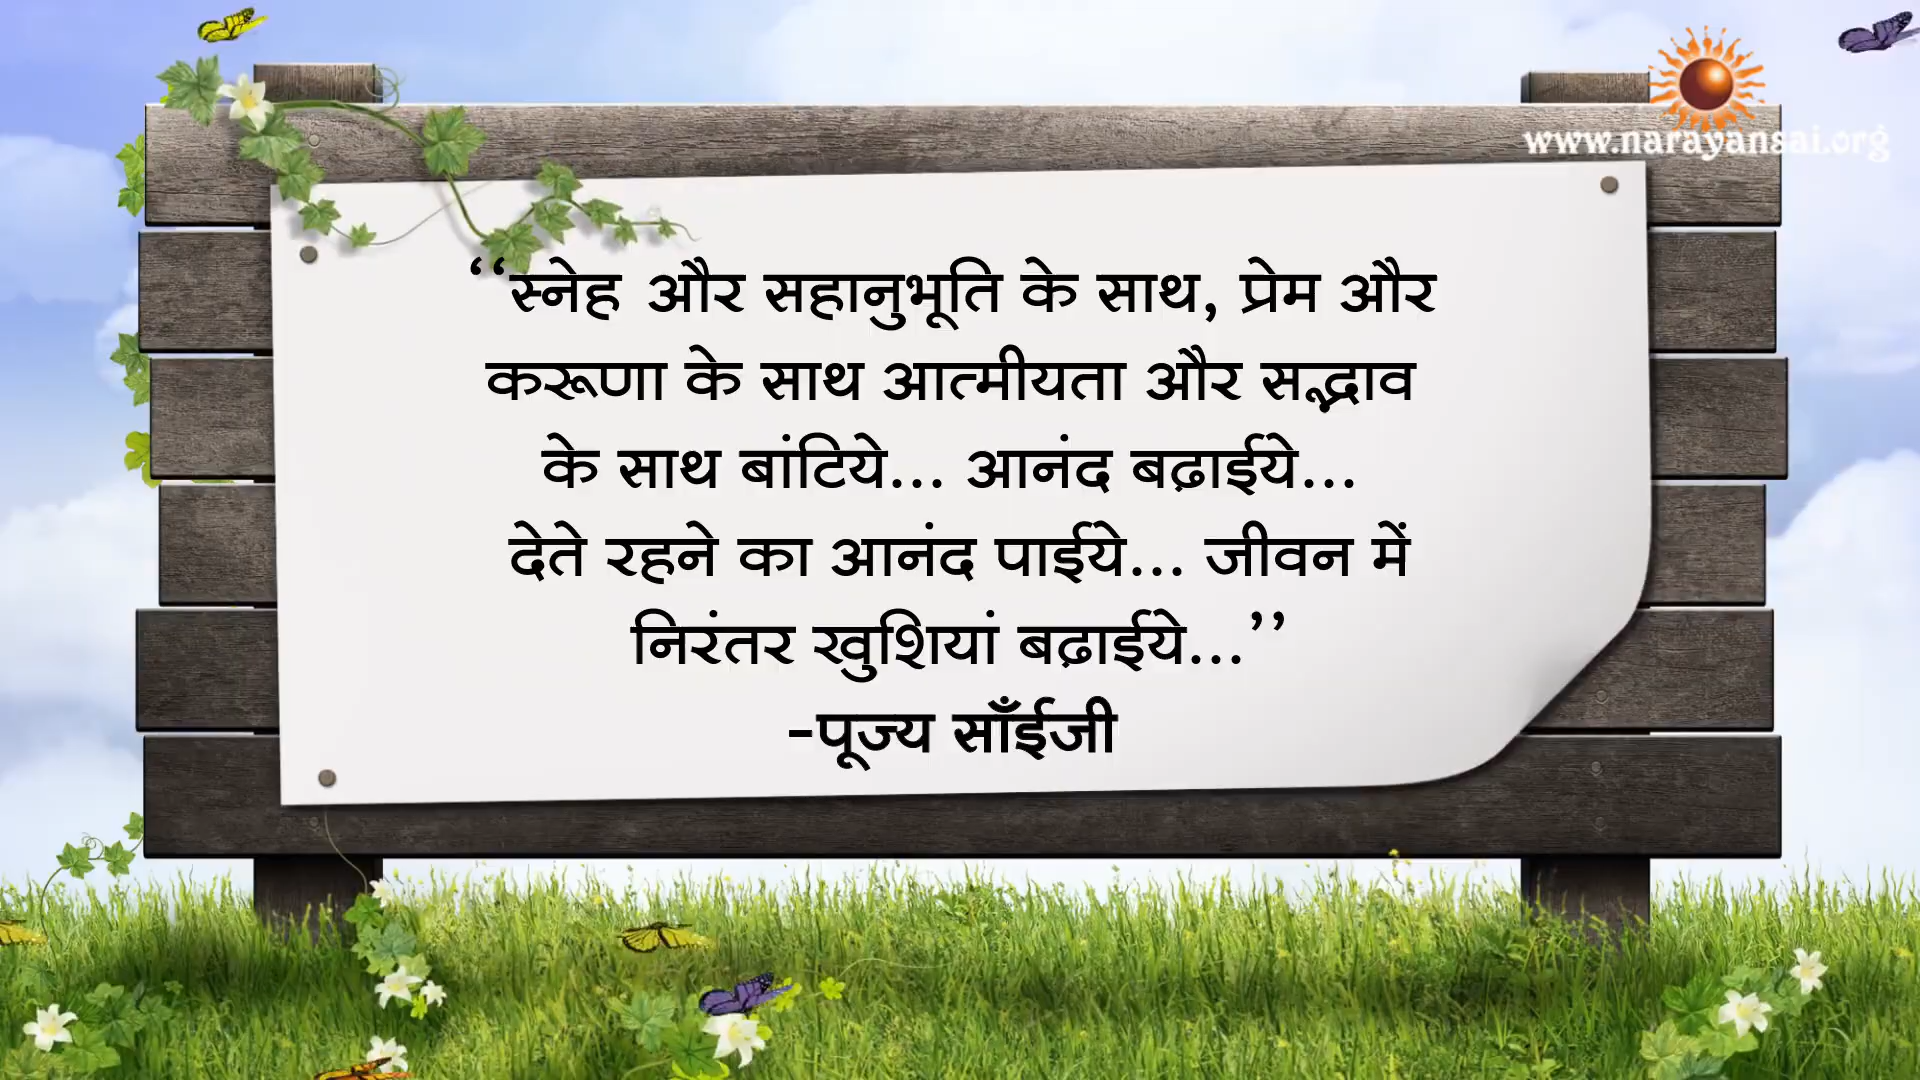 www.narayansai.org
‘‘स्नेह और सहानुभूति के साथ, प्रेम और
करूणा के साथ आत्मीयता और सद्भाव
के साथ बांटिये... आनंद बढ़ाईये...
देते रहने का आनंद पाईये... जीवन में
निरंतर खुशियां बढ़ाईये...’’
-पूज्य साँईजी